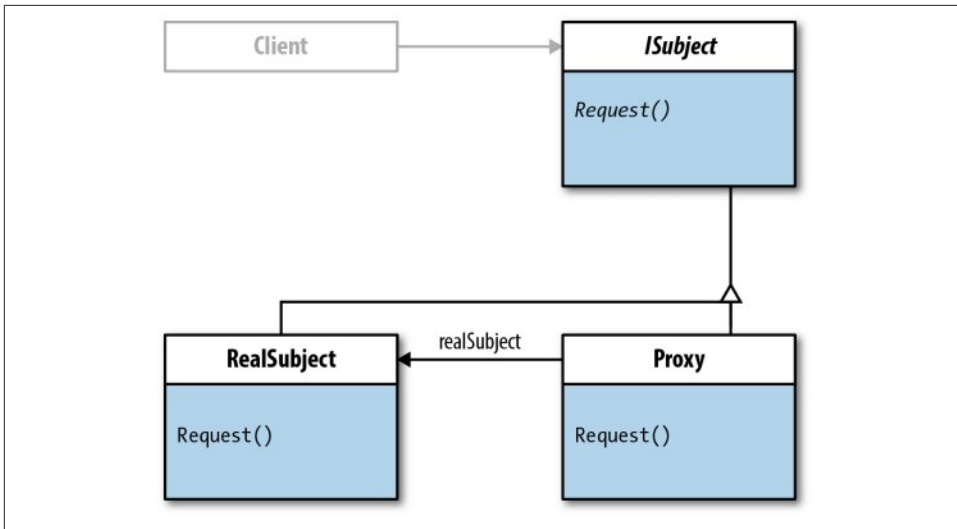 Client
ISubject
Request()
realSubject
RealSubject
Proxy
Request()
Request()